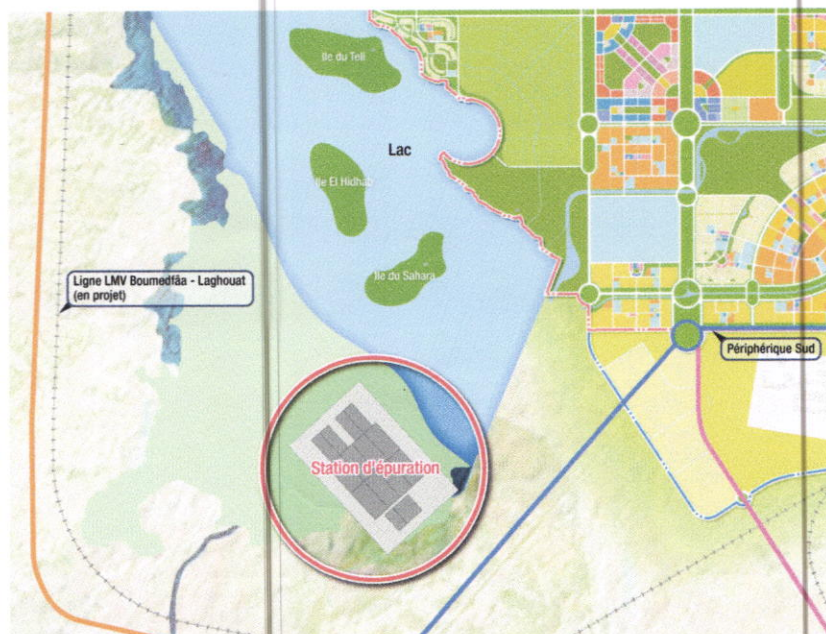 Ile du Tell
Lac
Ile El Hidhab
Ile du Sahara
Ligne LMV Boumedfâa - Laghouat
(en projet)
Périphérique Sud
Station d'épuration